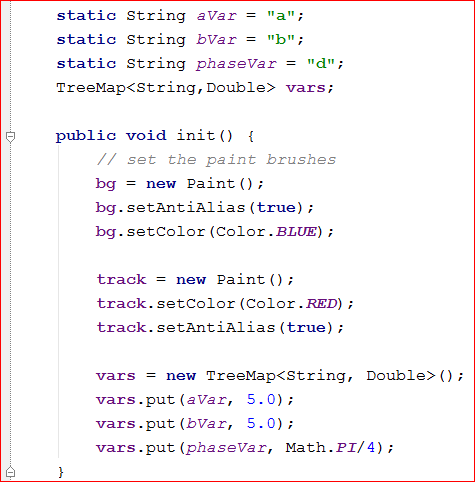 static String aVar = "a";
static String bVar = "b";
static String phaseVar = "d";
TreeMap<String,Double> vars;
public void init() {
// set the paint brushes
bg = new Paint();
bg.setAntiAlias(true);
bg.setColor(Color.BLUE);
track = new Paint();
track.setColor(Color.RED);
track.setAntiAlias(true);
vars = new TreeMap<String, Double>();
vars.put(aVar, 5.0);
vars.put(bVar, 5.0);
vars.put(phaseVar, Math.PI/4);
}